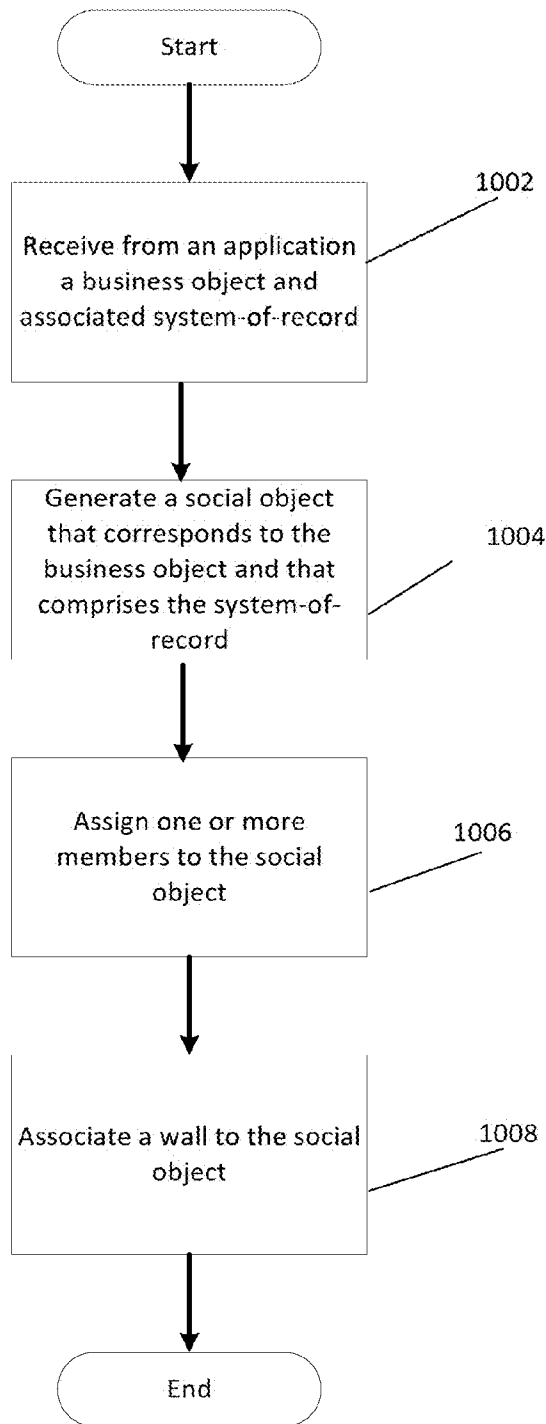 Start
1002
Receive from an application
a business object and
associated system-of-record
Generate a social object
that corresponds to the
business object and that
comprises the system-of-
record
1004
Assign one or more
members to the social
object
1006
Associate a wall to the social
object
1008
End